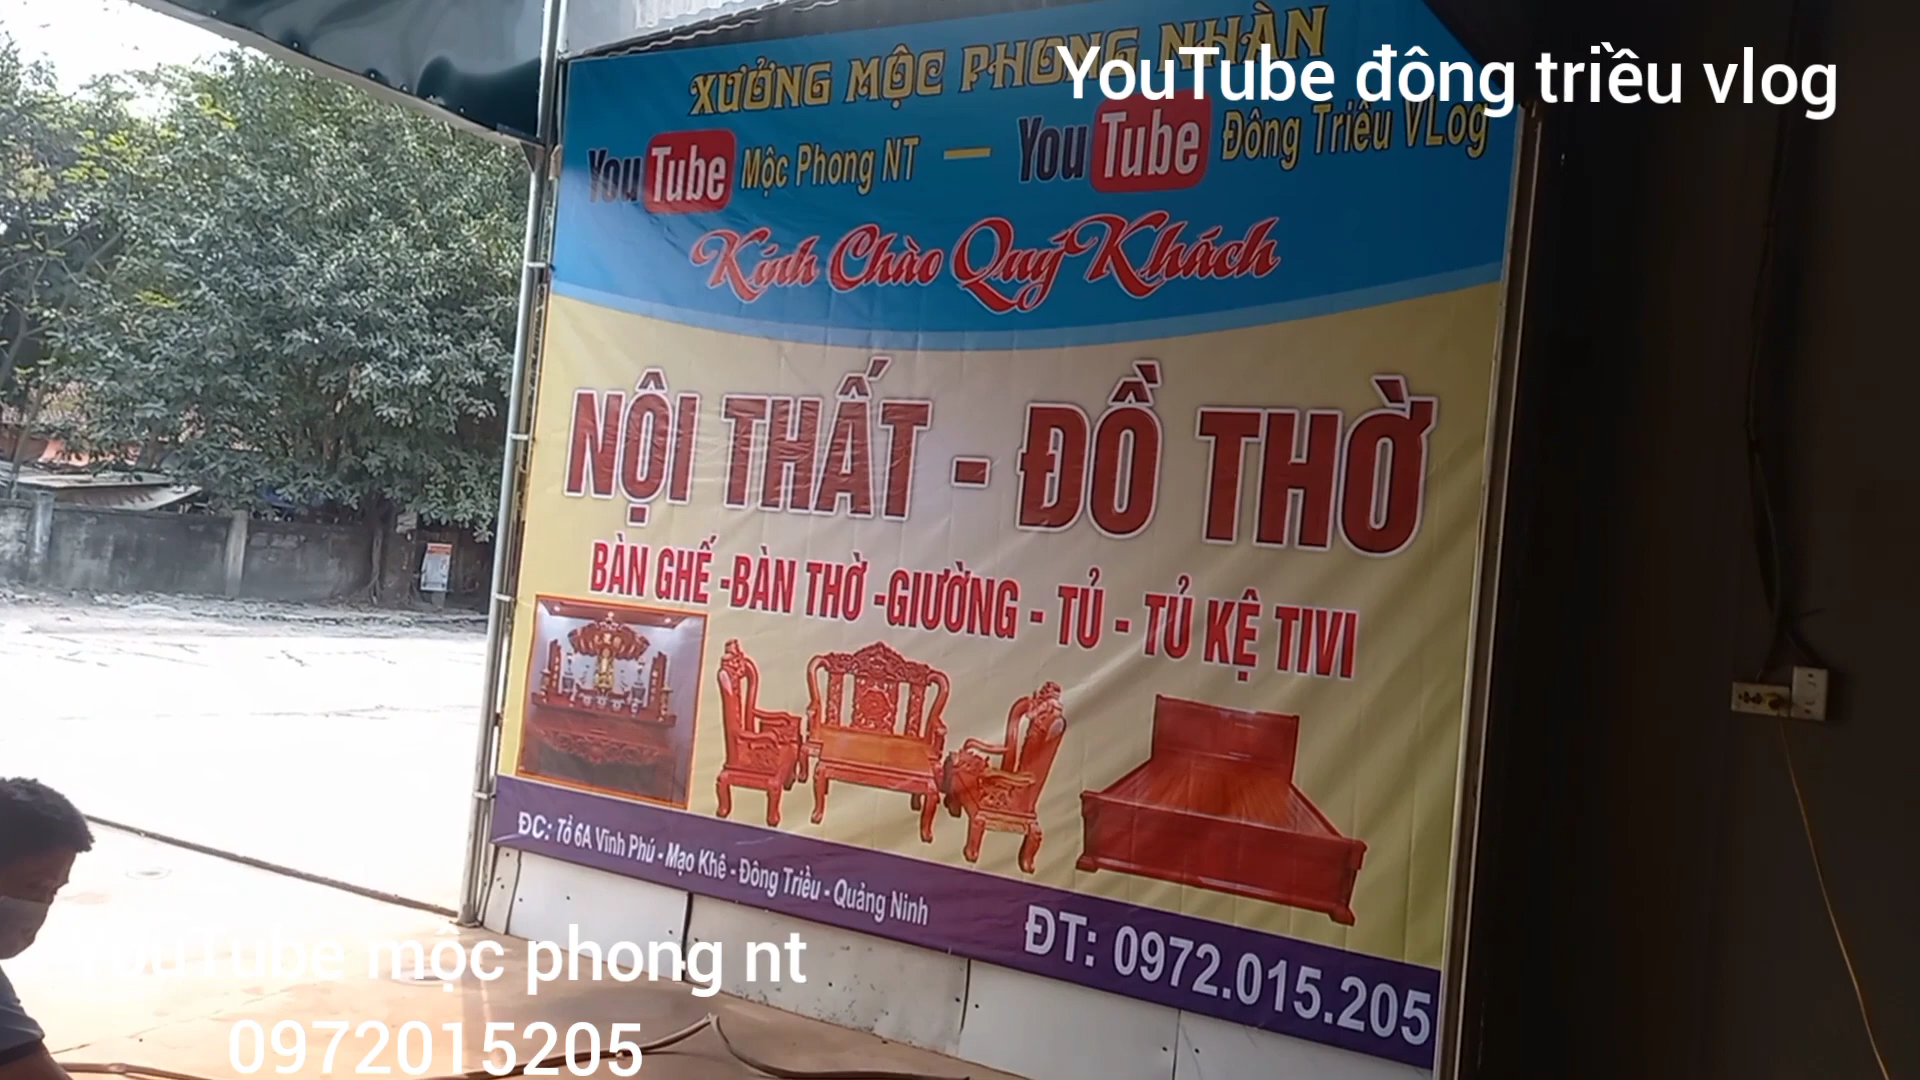 YouTube đông triều vlog
XƯỞNG MỘC PHONG NHÀN
YouTube Mộc Phong NT — YouTube Đông Triều VLog
Kính Chào Quý Khách
NỘI THẤT - ĐỒ THỜ
BÀN GHẾ -BÀN THỜ -GIƯỜNG - TỦ - TỦ KỆ TIVI
ĐC: Tổ 6A Vĩnh Phú - Mạo Khê - Đông Triều - Quảng Ninh
ĐT: 0972.015.205
YouTube mộc phong nt
0972015205